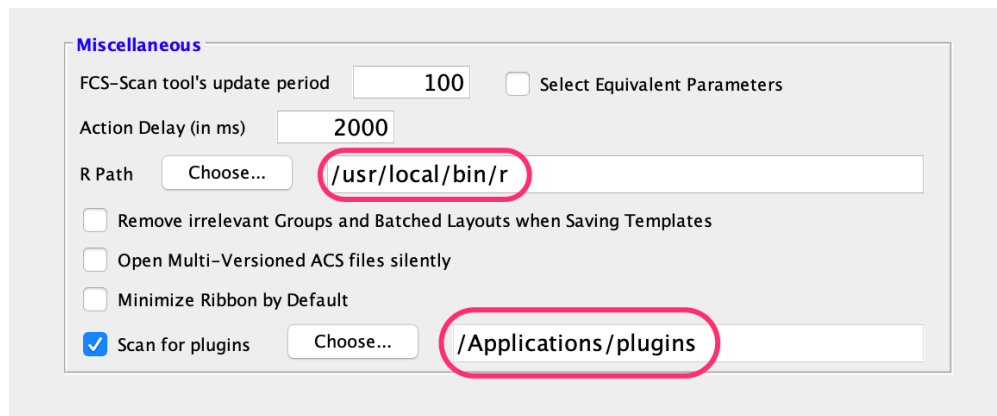 Miscellaneous
FCS-Scan tool's update period 100 Select Equivalent Parameters
Action Delay (in ms) 2000
R Path Choose... /usr/local/bin/r
Remove irrelevant Groups and Batched Layouts when Saving Templates
Open Multi-Versioned ACS files silently
Minimize Ribbon by Default
Scan for plugins Choose... /Applications/plugins